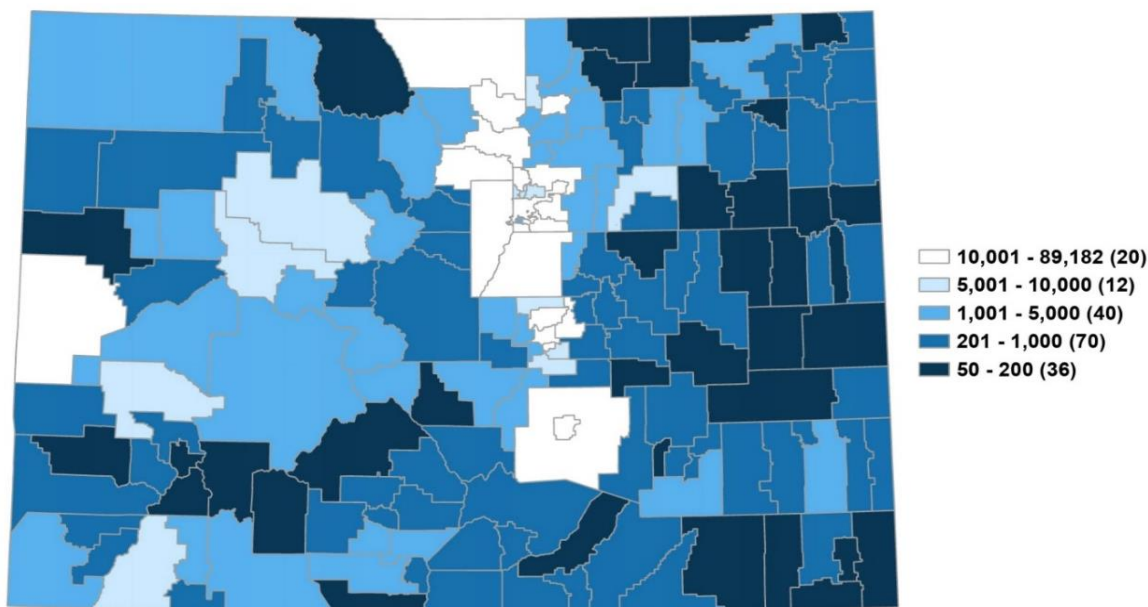 10,001 - 89,182 (20)
5,001 - 10,000 (12)
1,001 - 5,000 (40)
201 - 1,000 (70)
50 - 200 (36)